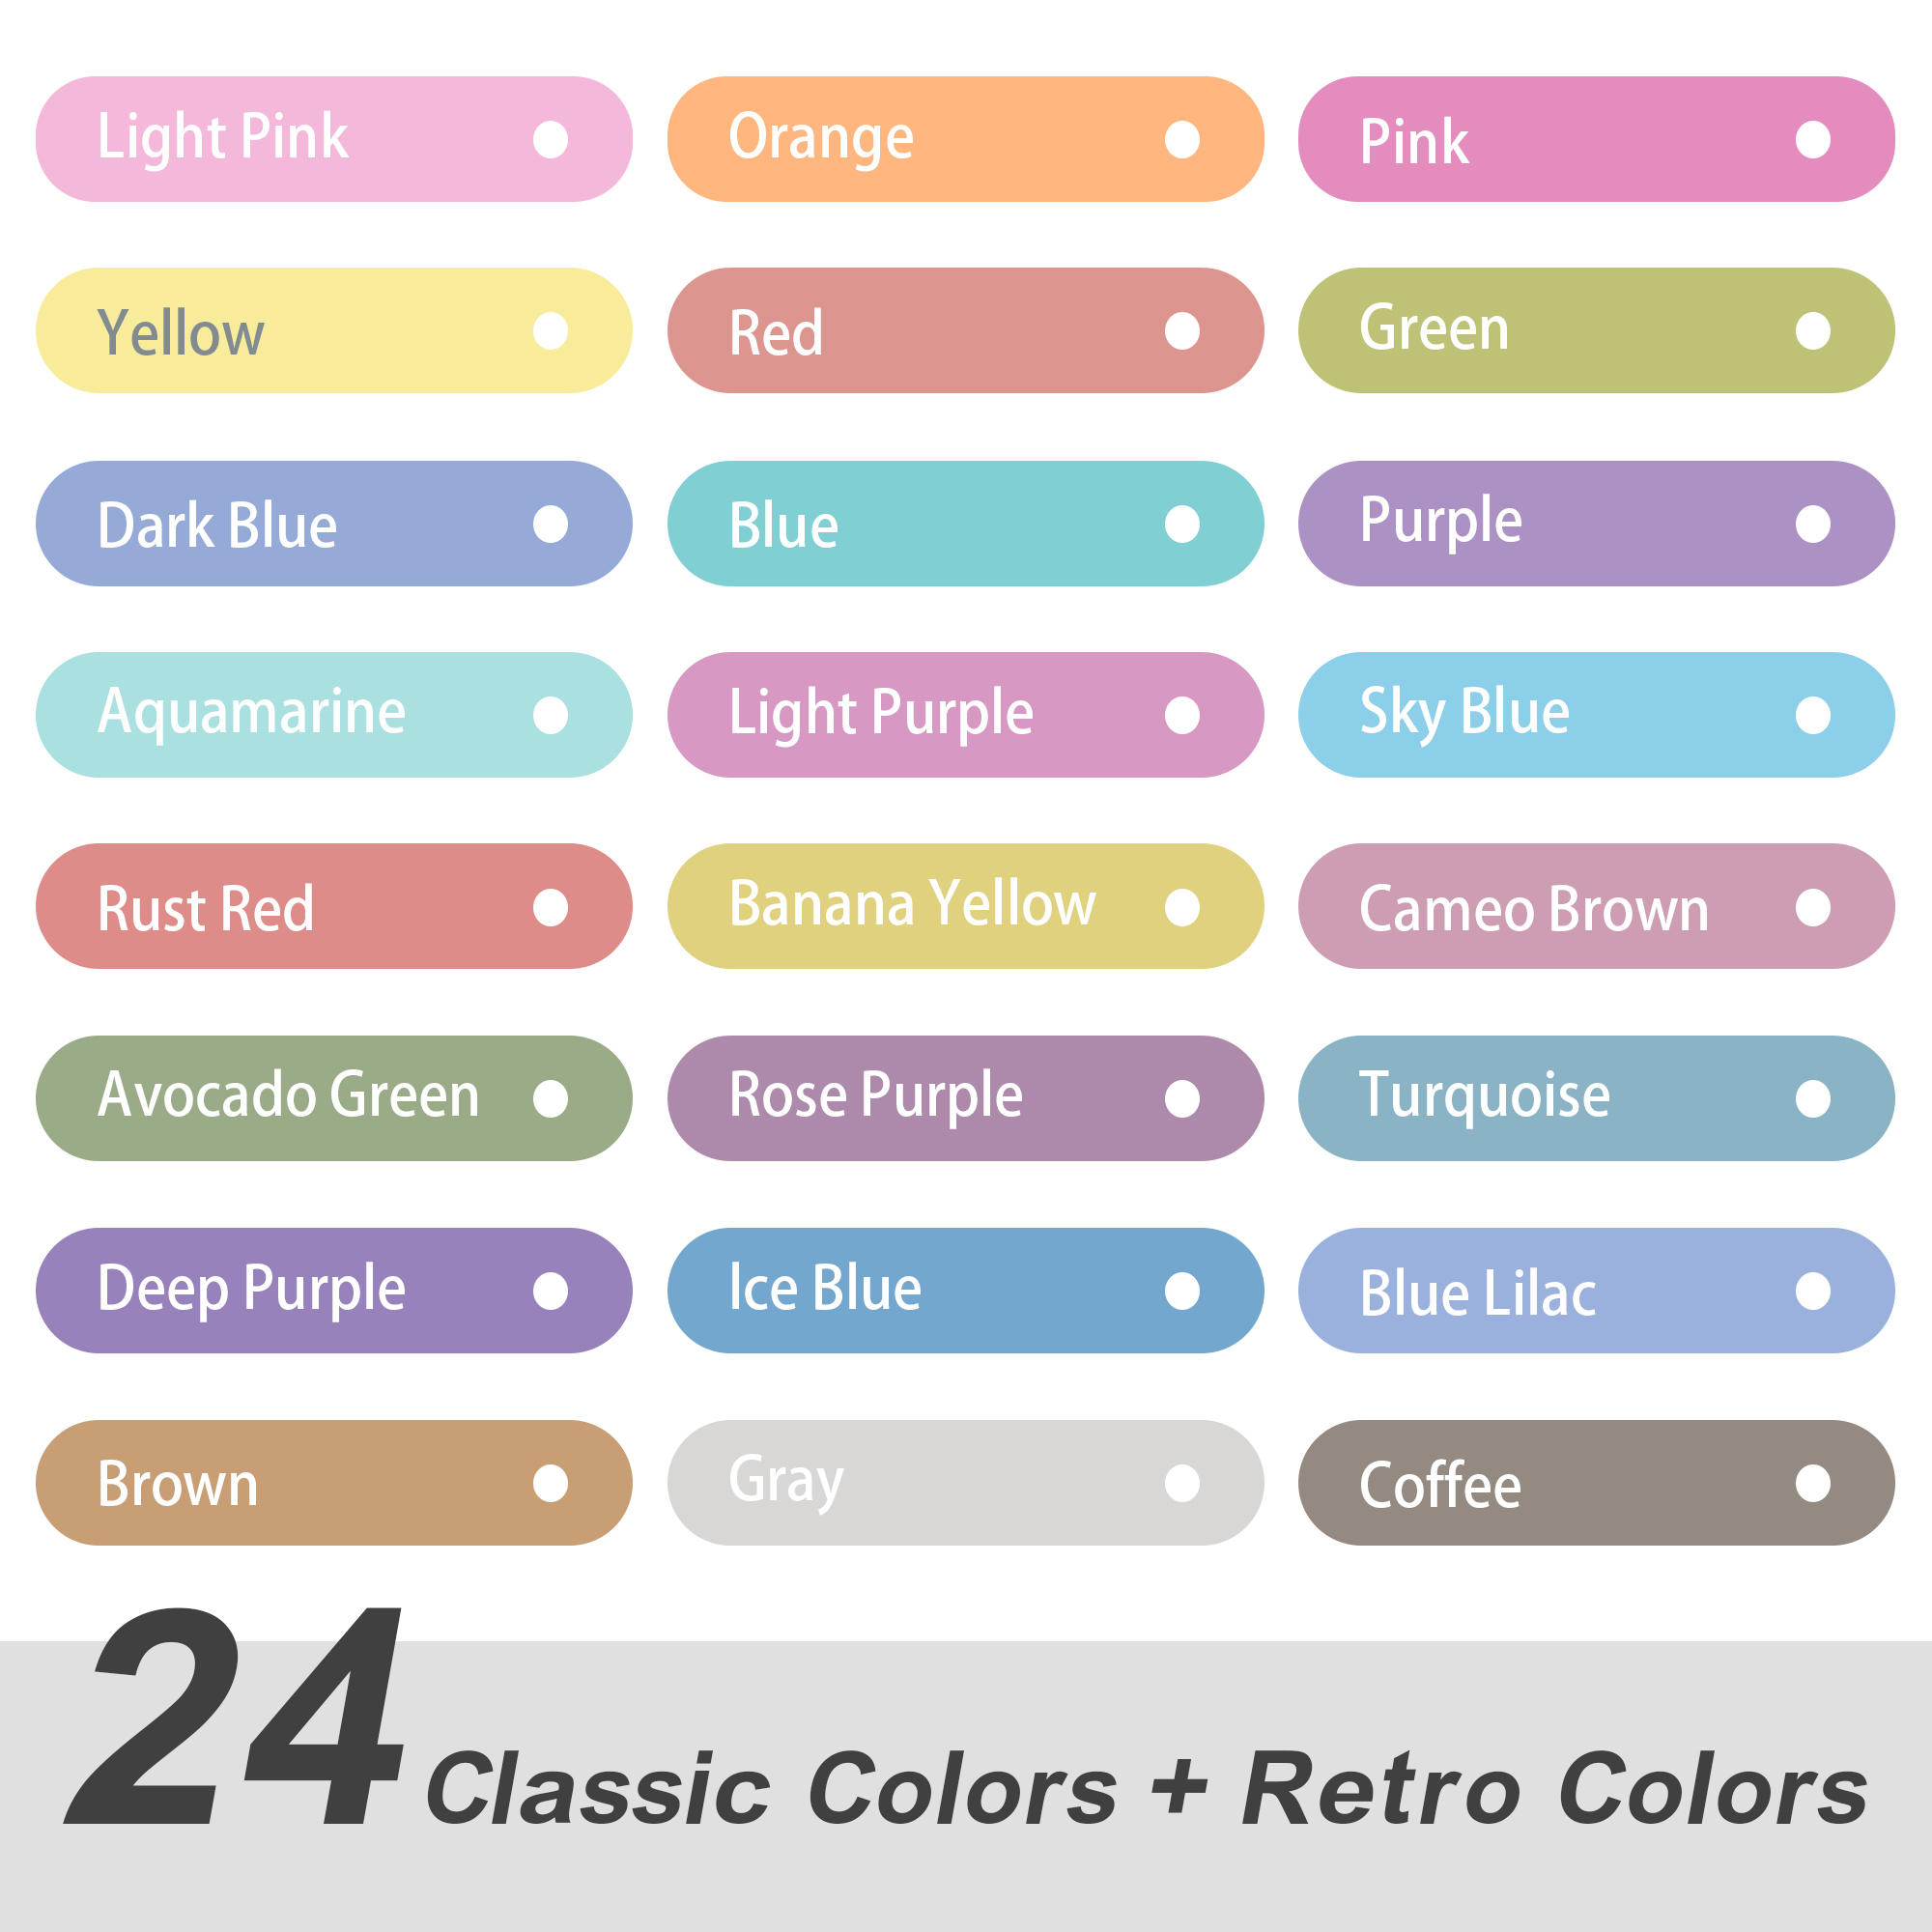 Light Pink
Orange
Pink
Yellow
Red
Green
Dark Blue
Blue
Purple
Aquamarine
Light Purple
Sky Blue
Rust Red
Banana Yellow
Cameo Brown
Avocado Green
Rose Purple
Turquoise
Deep Purple
Ice Blue
Blue Lilac
Brown
Gray
Coffee
24 Classic Colors + Retro Colors